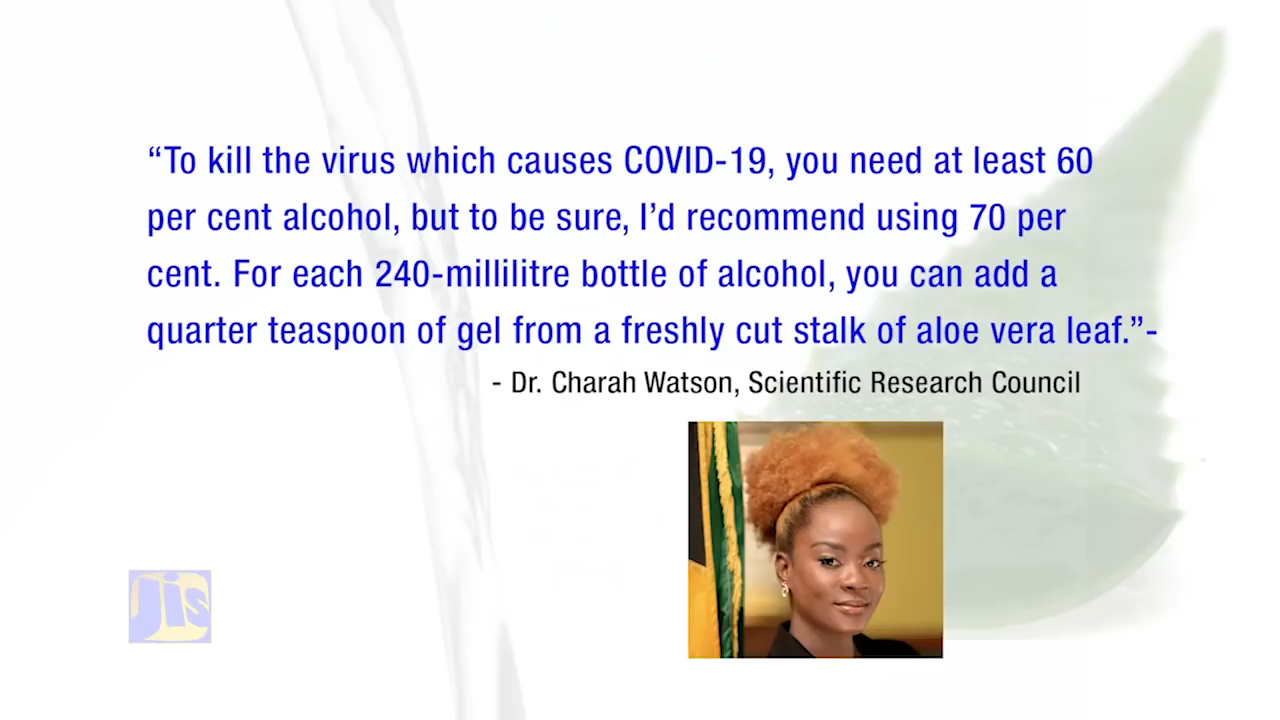 “To kill the virus which causes COVID-19, you need at least 60
per cent alcohol, but to be sure, I’d recommend using 70 per
cent. For each 240-millilitre bottle of alcohol, you can add a
quarter teaspoon of gel from a freshly cut stalk of aloe vera leaf.”-
- Dr. Charah Watson, Scientific Research Council
Jis